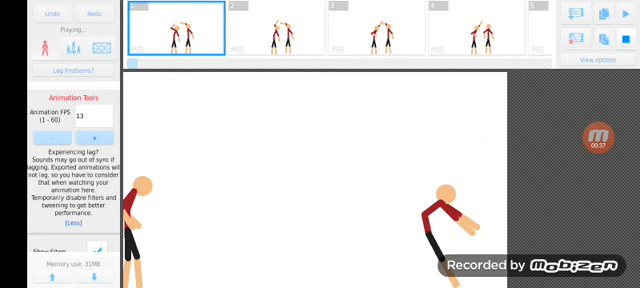 Undo Redo
Playing...
Lag Problems?
Animation Tools
Animation FPS
(1 - 60)
13
- +
Experiencing lag?
Sounds may go out of sync if
lagging. Exported animations will
not lag, so you have to consider
that when watching your
animation here.
Temporarily disable filters and
tweening to get better
performance.
[Less]
Show filters
Memory use: 31MB
1 2 3 4 5
View options
00:37
Recorded by mobizen